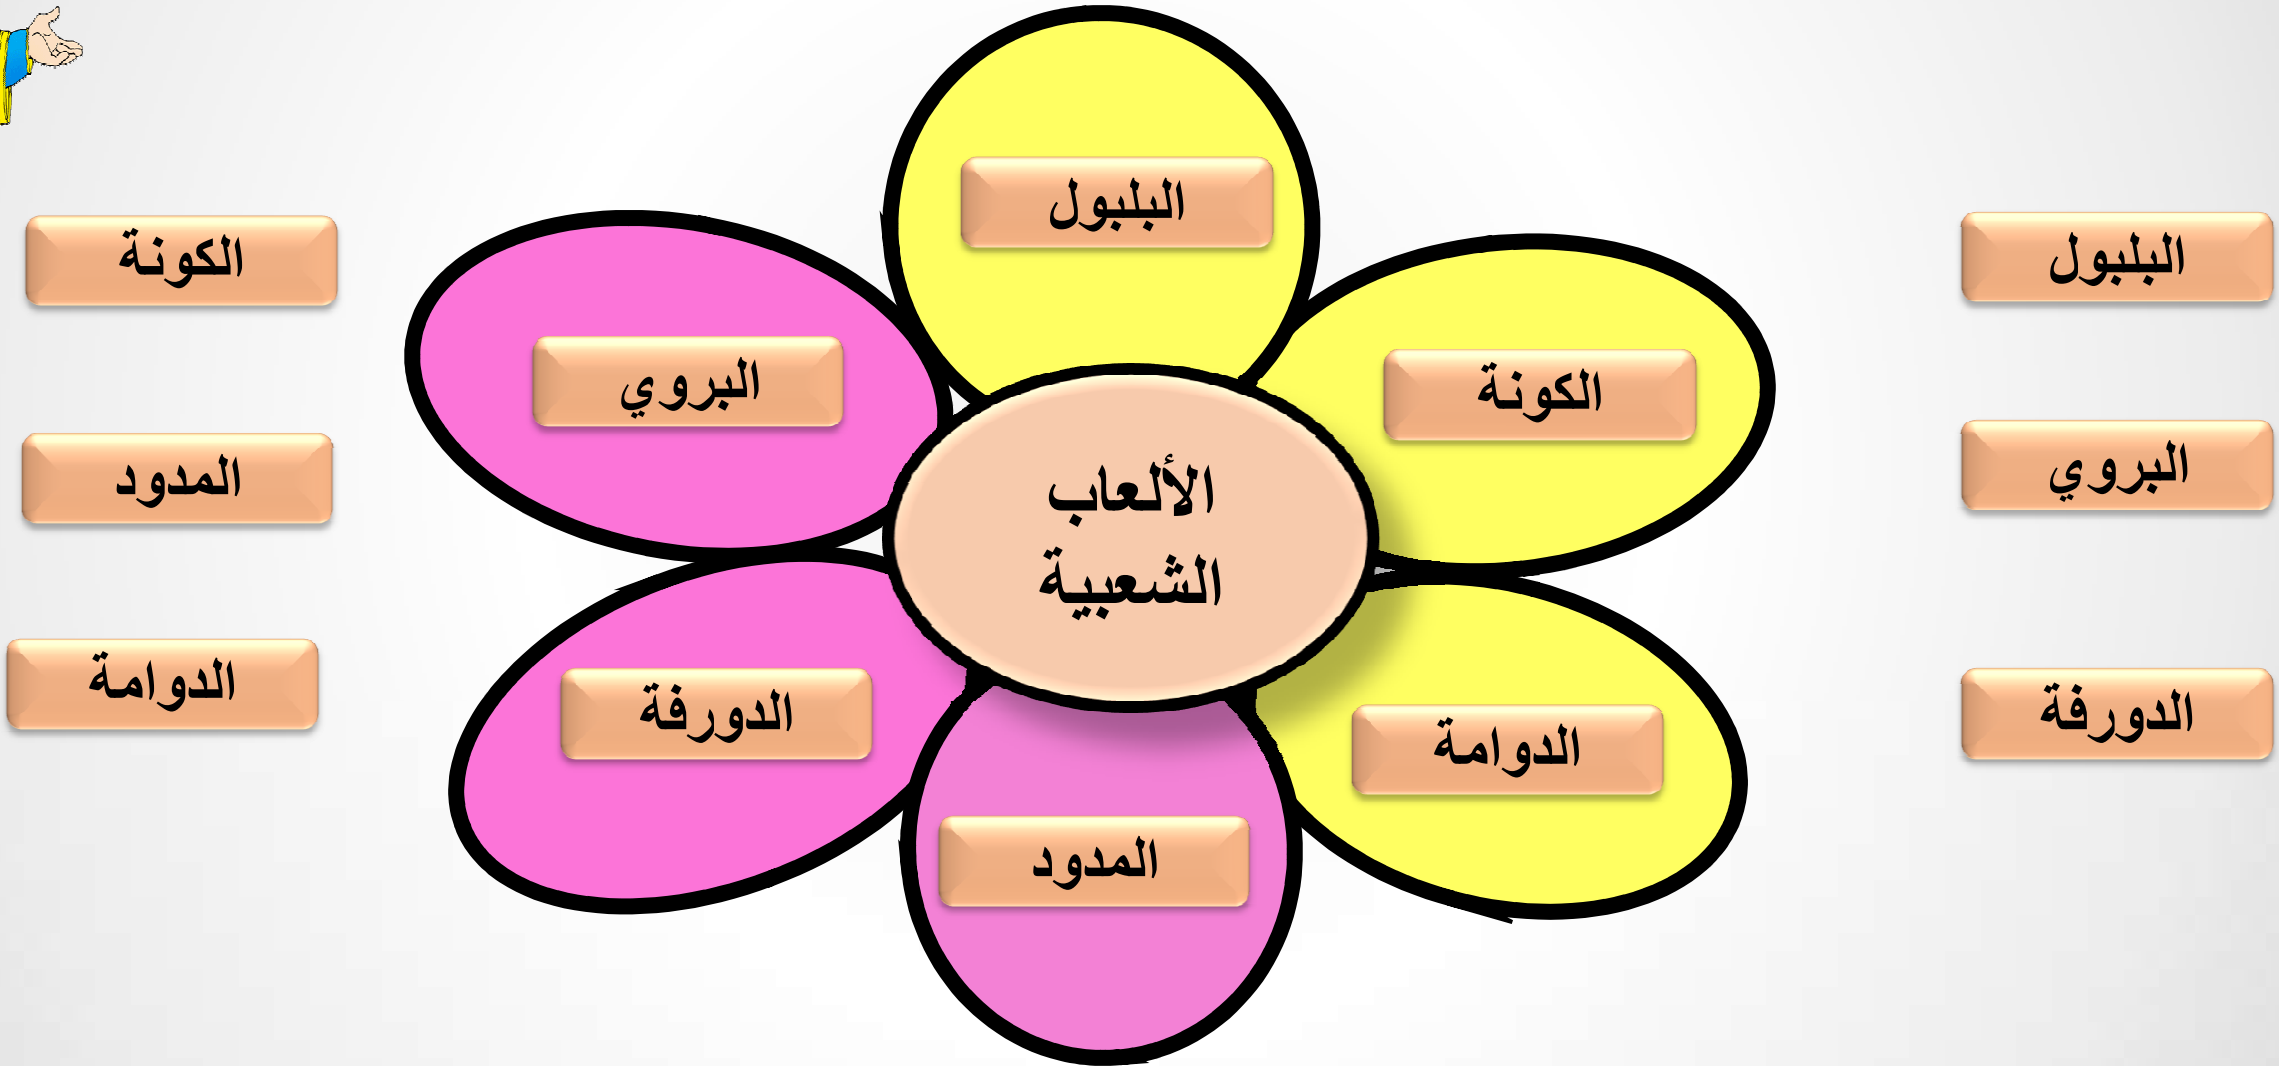 البلبول
البلبول
الكونة
البروي
الكونة
البروي
المدود
الألعاب
الشعبية
الدوامة
الدورفة
الدورفة
الدوامة
المدود